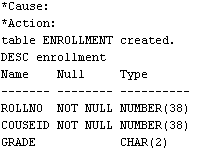 *Cause:
*Action:
table ENROLLMENT created.
DESC enrollment
Name    Null     Type
------- -------- ----------
ROLLNO  NOT NULL NUMBER(38)
COUSEID NOT NULL NUMBER(38)
GRADE            CHAR(2)